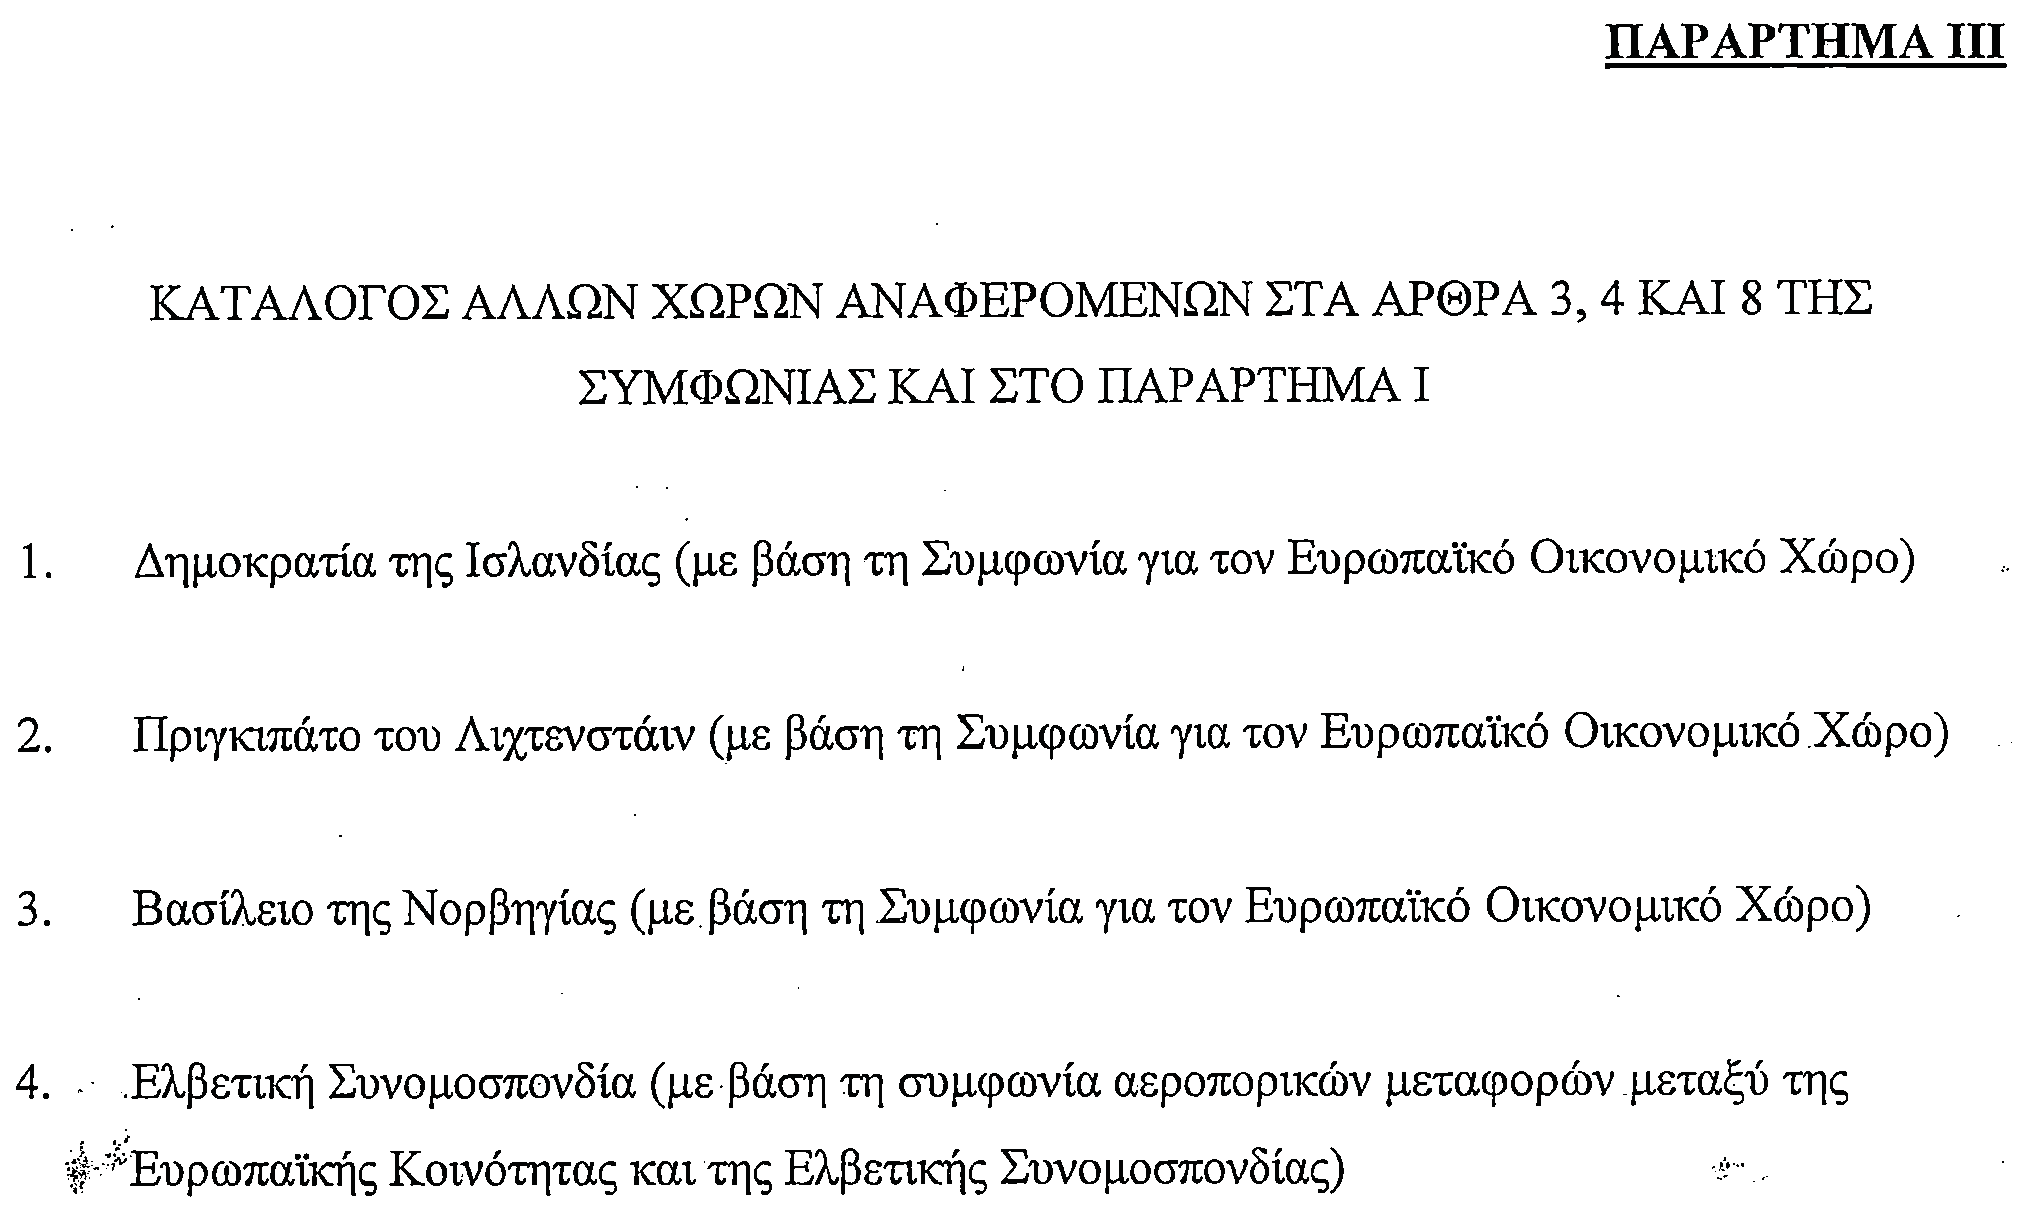 ΠΑΡΑΡΤΗΜΑ ΙΙΙ
ΚΑΤΑΛΟΓΟΣ ΑΛΛΩΝ ΧΩΡΩΝ ΑΝΑΦΕΡΟΜΕΝΩΝ ΣΤΑ ΑΡΘΡΑ 3, 4 ΚΑΙ 8 ΤΗΣ
ΣΥΜΦΩΝΙΑΣ ΚΑΙ ΣΤΟ ΠΑΡΑΡΤΗΜΑ Ι
1. Δημοκρατία της Ισλανδίας (με βάση τη Συμφωνία για τον Ευρωπαϊκό Οικονομικό Χώρο)
2. Πριγκιπάτο του Λιχτενστάιν (με βάση τη Συμφωνία για τον Ευρωπαϊκό Οικονομικό Χώρο)
3. Βασίλειο της Νορβηγίας (με βάση τη Συμφωνία για τον Ευρωπαϊκό Οικονομικό Χώρο)
4. Ελβετική Συνομοσπονδία (με βάση τη συμφωνία αεροπορικών μεταφορών μεταξύ της
Ευρωπαϊκής Κοινότητας και της Ελβετικής Συνομοσπονδίας)